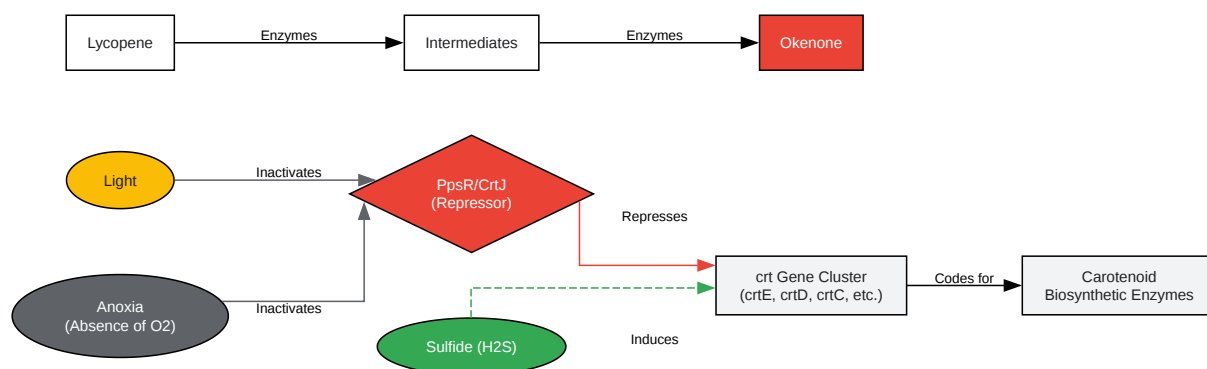 Lycopene
Enzymes
Intermediates
Enzymes
Okenone
Light
Inactivates
PpsR/CrtJ
(Repressor)
Represses
Anoxia
(Absence of O2)
Inactivates
crt Gene Cluster
(crtE, crtD, crtC, etc.)
Codes for
Carotenoid
Biosynthetic Enzymes
Sulfide (H2S)
Induces